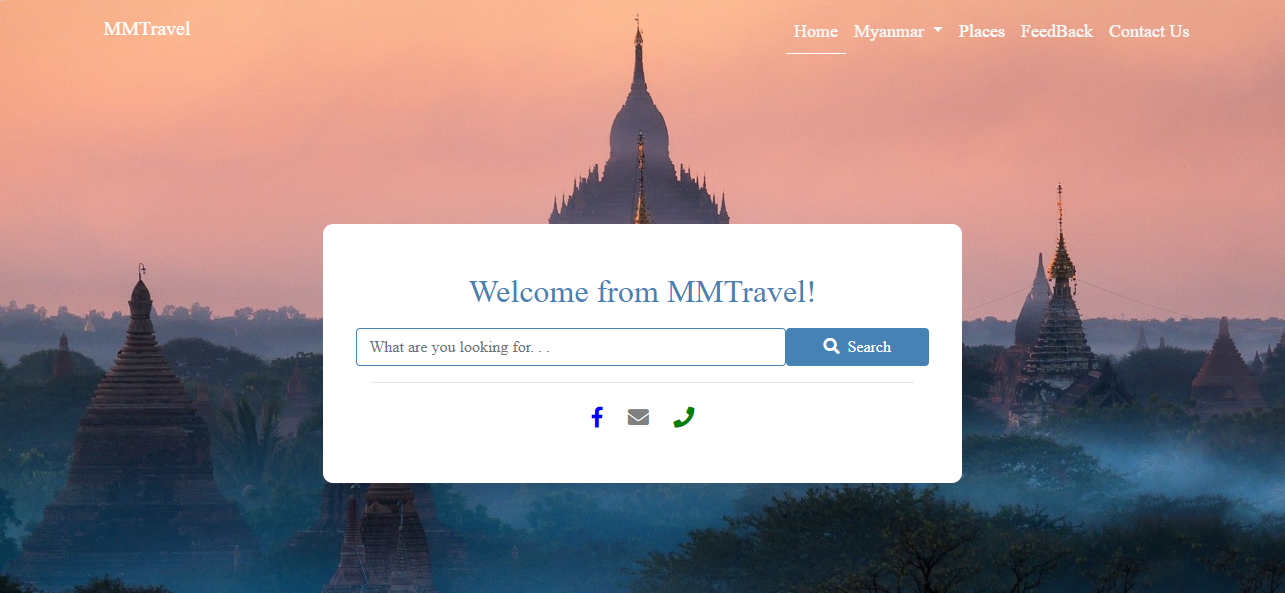 MMTravel
Home Myanmar Places FeedBack Contact Us
Welcome from MMTravel!
What are you looking for. . .
Search